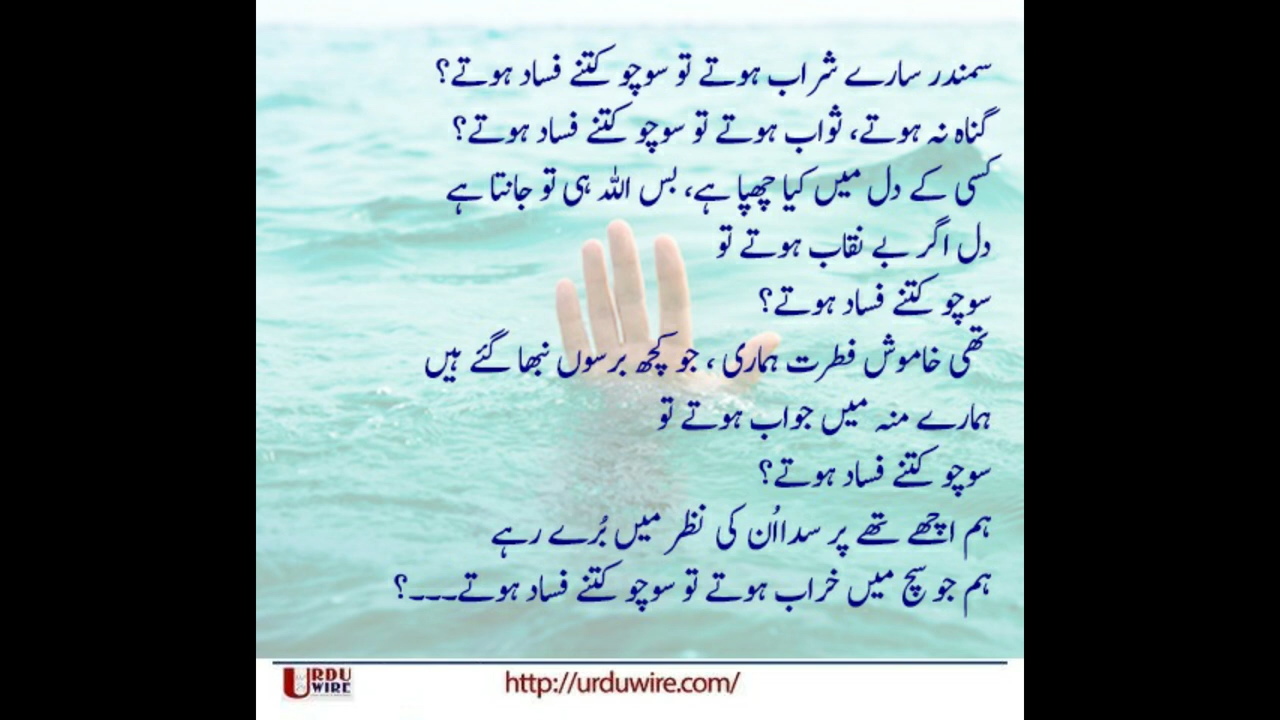 سمندر سارے شراب ہوتے تو سوچو کتنے فساد ہوتے؟
گناہ نہ ہوتے، ثواب ہوتے تو سوچو کتنے فساد ہوتے؟
کسی کے دل میں کیا چھپا ہے، بس اللہ ہی تو جانتا ہے
دل اگر بے نقاب ہوتے تو
سوچو کتنے فساد ہوتے؟
تھی خاموش فطرت ہماری ، جو کچھ برسوں نبھا گئے ہیں
ہمارے منہ میں جواب ہوتے تو
سوچو کتنے فساد ہوتے؟
ہم اچھے تھے پر سدا اُن کی نظر میں بُرے رہے
ہم جو سچ میں خراب ہوتے تو سوچو کتنے فساد ہوتے۔۔۔؟
URDU WIRE
http://urduwire.com/